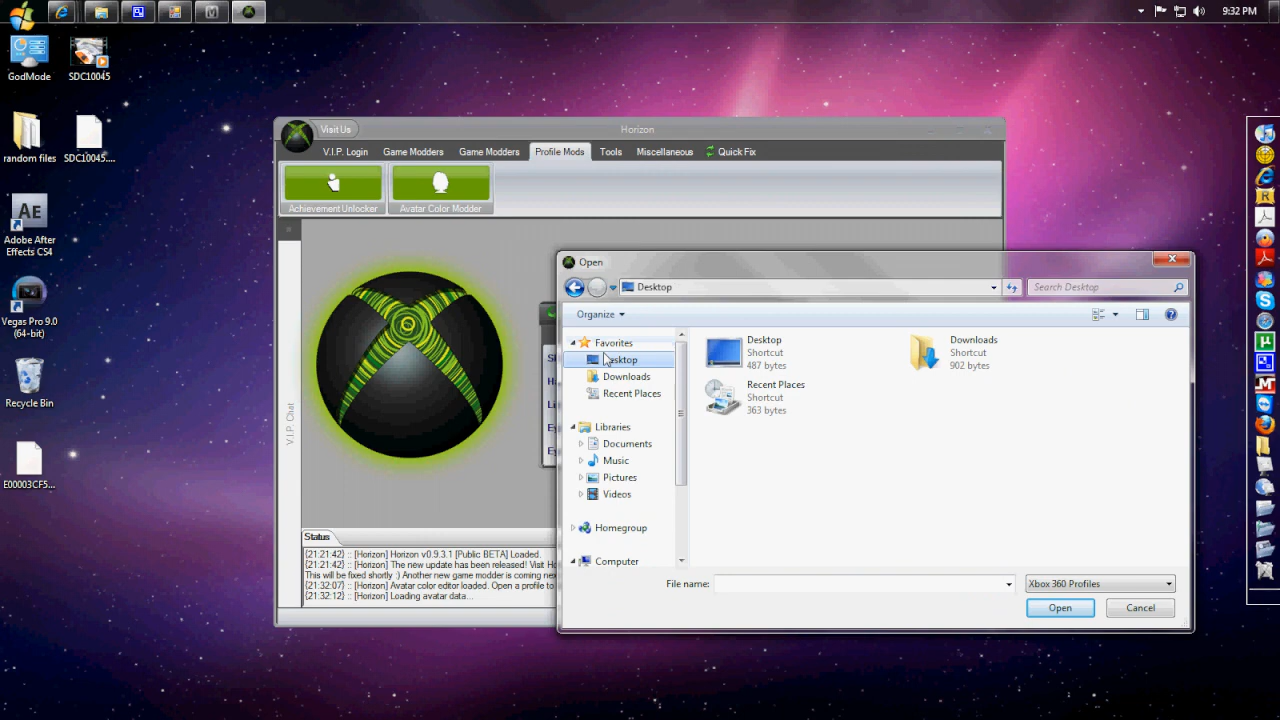 9:32 PM
GodMode
SDC10045
random files
SDC10045....
Adobe After
Effects CS4
Vegas Pro 9.0
(64-bit)
Recycle Bin
E00003CF5...
Visit Us
Horizon
V.I.P. Login
Game Modders
Game Modders
Profile Mods
Tools
Miscellaneous
Quick Fix
Achievement Unlocker
Avatar Color Modder
V.I.P. Chat
Open
Desktop
Search Desktop
Organize
Favorites
Desktop
Downloads
Recent Places
Libraries
Documents
Music
Pictures
Videos
Homegroup
Computer
Desktop
Shortcut
487 bytes
Downloads
Shortcut
902 bytes
Recent Places
Shortcut
363 bytes
File name:
Xbox 360 Profiles
Open
Cancel
Status
{21:21:42} :: [Horizon] Horizon v0.9.3.1 [Public BETA] Loaded.
{21:21:42} :: [Horizon] The new update has been released! Visit
This will be fixed shortly :) Another new game modder is coming
{21:32:07} :: [Horizon] Avatar color editor loaded. Open a profile to
{21:32:12} :: [Horizon] Loading avatar data...